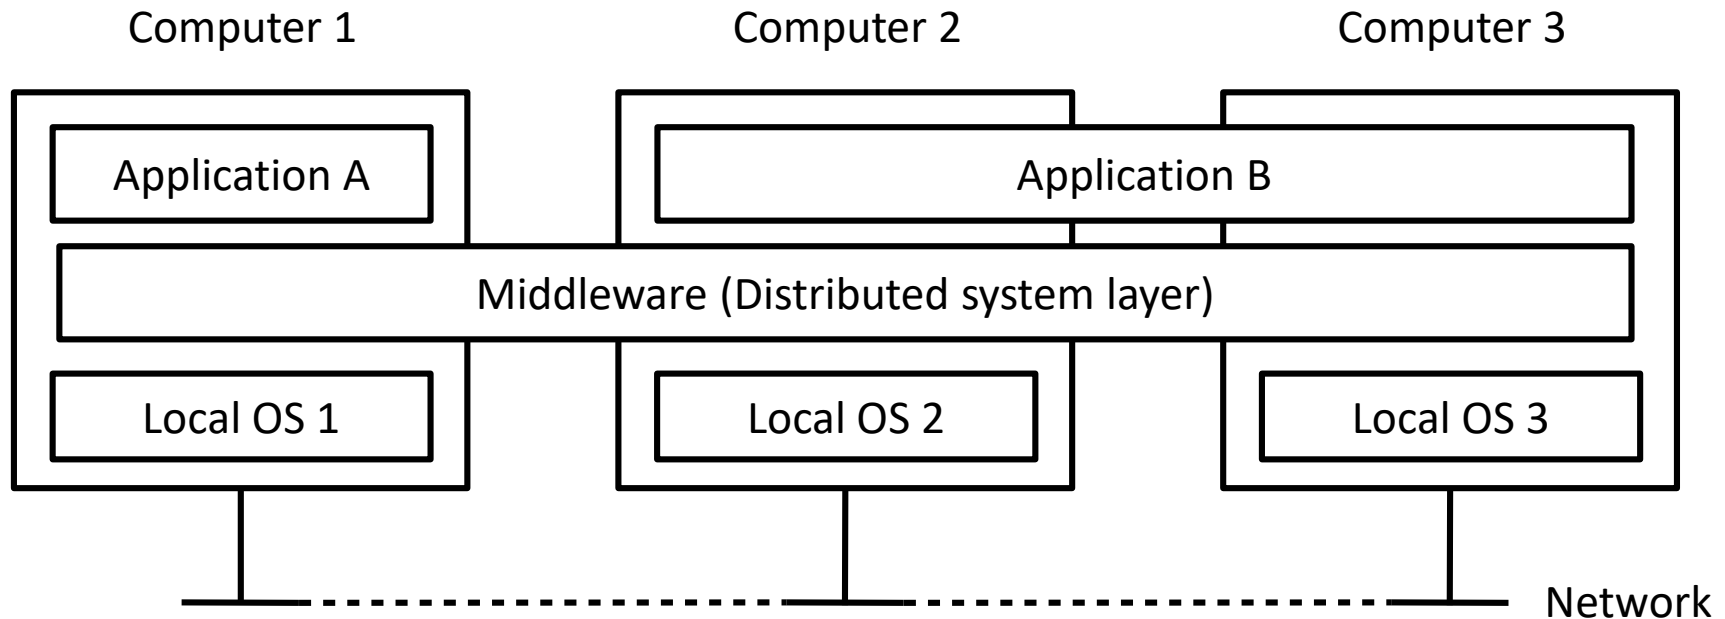 Computer 1
Computer 2
Computer 3
Application A
Application B
Middleware (Distributed system layer)
Local OS 1
Local OS 2
Local OS 3
Network